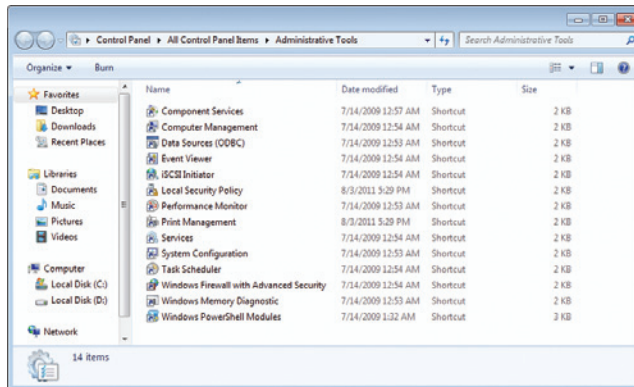 Control Panel ▸ All Control Panel Items ▸ Administrative Tools
Search Administrative Tools
Organize Burn
Name Date modified Type Size
Favorites
Desktop
Downloads
Recent Places
Libraries
Documents
Music
Pictures
Videos
Computer
Local Disk (C:)
Local Disk (D:)
Network
Component Services 7/14/2009 12:57 AM Shortcut 2 KB
Computer Management 7/14/2009 12:54 AM Shortcut 2 KB
Data Sources (ODBC) 7/14/2009 12:53 AM Shortcut 2 KB
Event Viewer 7/14/2009 12:54 AM Shortcut 2 KB
iSCSI Initiator 7/14/2009 12:54 AM Shortcut 2 KB
Local Security Policy 8/3/2011 5:29 PM Shortcut 2 KB
Performance Monitor 7/14/2009 12:53 AM Shortcut 2 KB
Print Management 8/3/2011 5:29 PM Shortcut 2 KB
Services 7/14/2009 12:54 AM Shortcut 2 KB
System Configuration 7/14/2009 12:53 AM Shortcut 2 KB
Task Scheduler 7/14/2009 12:54 AM Shortcut 2 KB
Windows Firewall with Advanced Security 7/14/2009 12:54 AM Shortcut 2 KB
Windows Memory Diagnostic 7/14/2009 12:53 AM Shortcut 2 KB
Windows PowerShell Modules 7/14/2009 1:32 AM Shortcut 3 KB
14 items